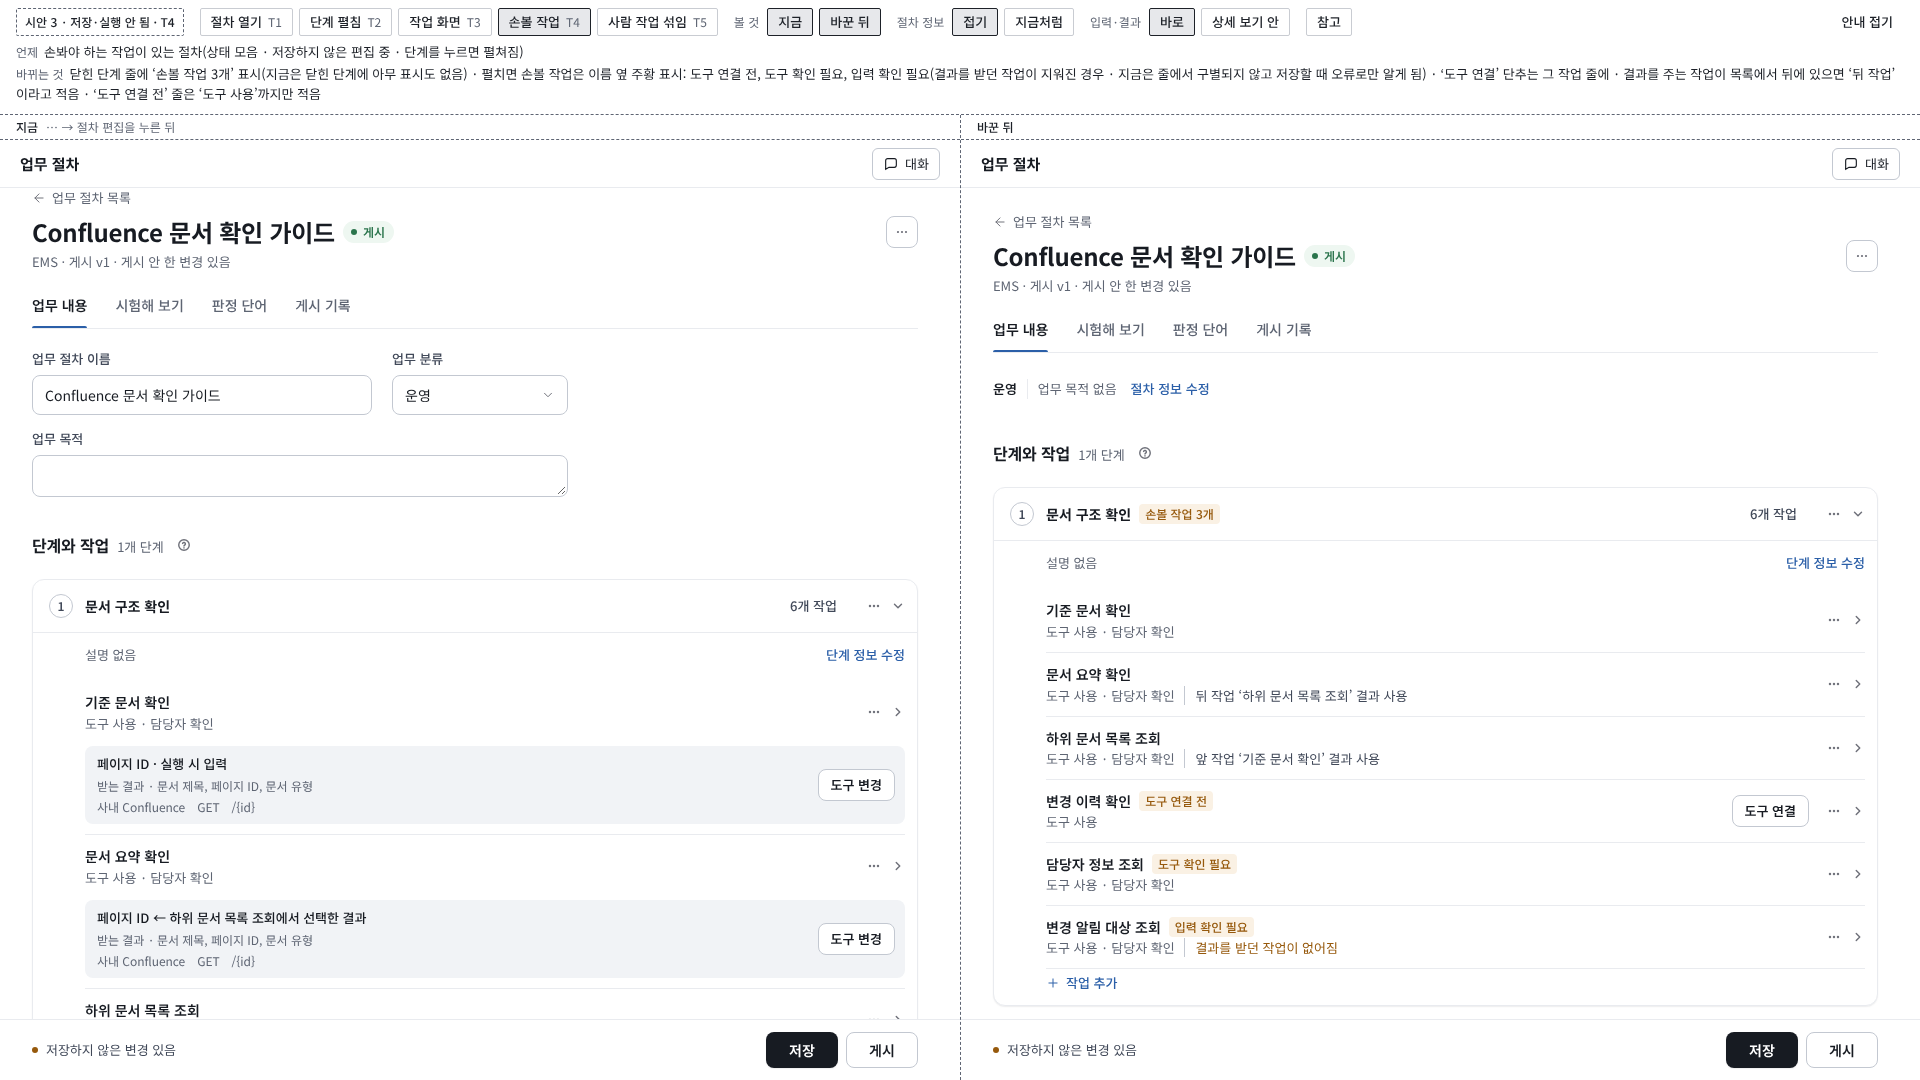 시안 3 · 저장·실행 안 됨 · T4 절차 열기 T1 단계 펼침 T2 작업 화면 T3 손볼 작업 T4 사람 작업 섞임 T5 볼 것 지금 바꾼 뒤 절차 정보 접기 지금처럼 입력·결과 바로 상세 보기 안 참고 안내 접기
언제 손봐야 하는 작업이 있는 절차(상태 모음 · 저장하지 않은 편집 중 · 단계를 누르면 펼쳐짐)
바뀌는 것 닫힌 단계 줄에 ‘손볼 작업 3개’ 표시(지금은 닫힌 단계에 아무 표시도 없음) · 펼치면 손볼 작업은 이름 옆 주황 표시: 도구 연결 전, 도구 확인 필요, 입력 확인 필요(결과를 받던 작업이 지워진 경우 · 지금은 줄에서 구별되지 않고 저장할 때 오류로만 알게 됨) · ‘도구 연결’ 단추는 그 작업 줄에 · 결과를 주는 작업이 목록에서 뒤에 있으면 ‘뒤 작업’
이라고 적음 · ‘도구 연결 전’ 줄은 ‘도구 사용’까지만 적음
지금 ··· → 절차 편집을 누른 뒤
업무 절차
대화
← 업무 절차 목록
Confluence 문서 확인 가이드 게시
EMS · 게시 v1 · 게시 안 한 변경 있음
업무 내용 시험해 보기 판정 단어 게시 기록
업무 절차 이름 업무 분류
Confluence 문서 확인 가이드 운영
업무 목적
단계와 작업 1개 단계
1 문서 구조 확인 6개 작업
설명 없음 단계 정보 수정
기준 문서 확인
도구 사용 · 담당자 확인
페이지 ID · 실행 시 입력
받는 결과 · 문서 제목, 페이지 ID, 문서 유형
사내 Confluence GET /{id}
도구 변경
문서 요약 확인
도구 사용 · 담당자 확인
페이지 ID ← 하위 문서 목록 조회에서 선택한 결과
받는 결과 · 문서 제목, 페이지 ID, 문서 유형
사내 Confluence GET /{id}
도구 변경
하위 문서 목록 조회
저장하지 않은 변경 있음 저장 게시
바꾼 뒤
업무 절차
대화
← 업무 절차 목록
Confluence 문서 확인 가이드 게시
EMS · 게시 v1 · 게시 안 한 변경 있음
업무 내용 시험해 보기 판정 단어 게시 기록
운영 업무 목적 없음 절차 정보 수정
단계와 작업 1개 단계
1 문서 구조 확인 손볼 작업 3개 6개 작업
설명 없음 단계 정보 수정
기준 문서 확인
도구 사용 · 담당자 확인
문서 요약 확인
도구 사용 · 담당자 확인 뒤 작업 ‘하위 문서 목록 조회’ 결과 사용
하위 문서 목록 조회
도구 사용 · 담당자 확인 앞 작업 ‘기준 문서 확인’ 결과 사용
변경 이력 확인 도구 연결 전
도구 사용
도구 연결
담당자 정보 조회 도구 확인 필요
도구 사용 · 담당자 확인
변경 알림 대상 조회 입력 확인 필요
도구 사용 · 담당자 확인 결과를 받던 작업이 없어짐
+ 작업 추가
저장하지 않은 변경 있음 저장 게시